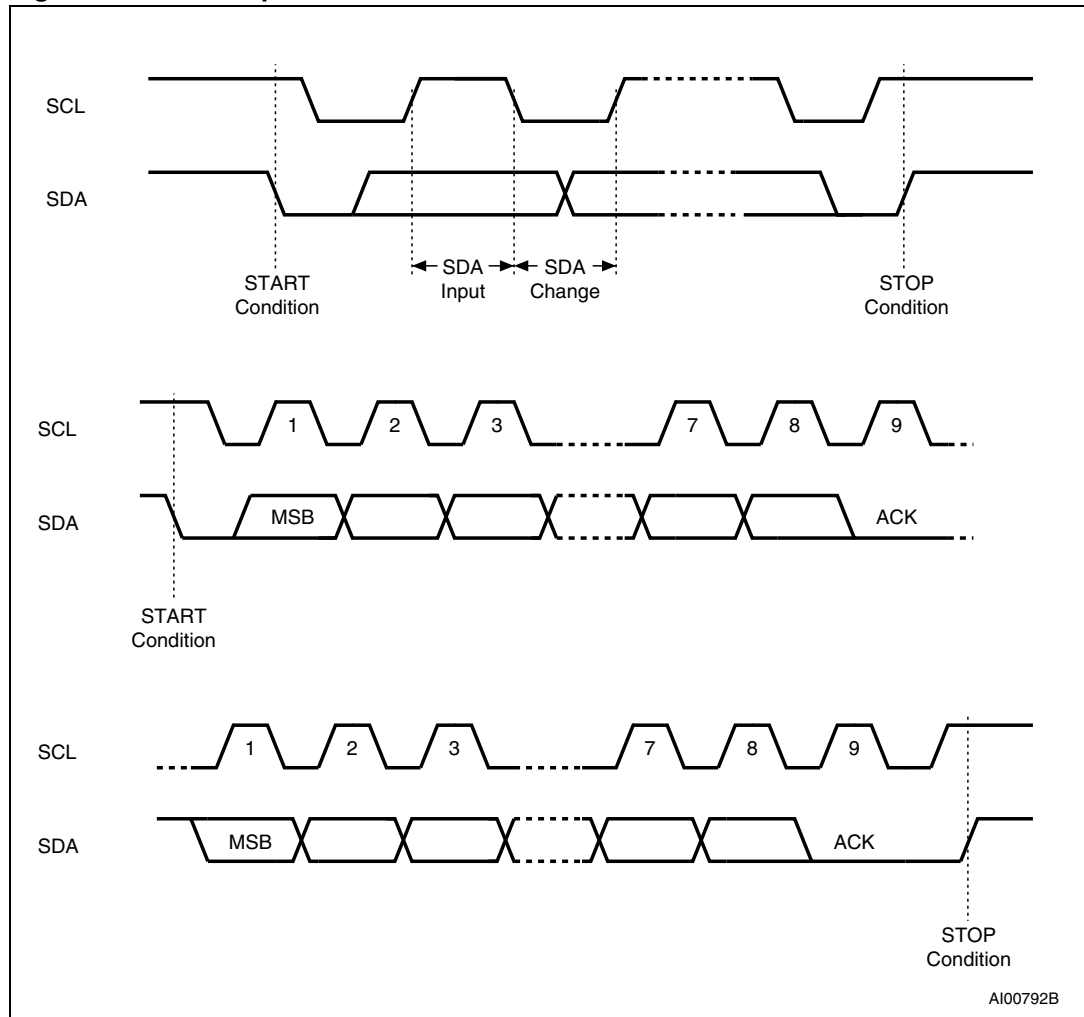 SCL
SDA
SDA
Input
SDA
Change
START
Condition
STOP
Condition
SCL
1
2
3
7
8
9
SDA
MSB
ACK
START
Condition
SCL
1
2
3
7
8
9
SDA
MSB
ACK
STOP
Condition
AI00792B